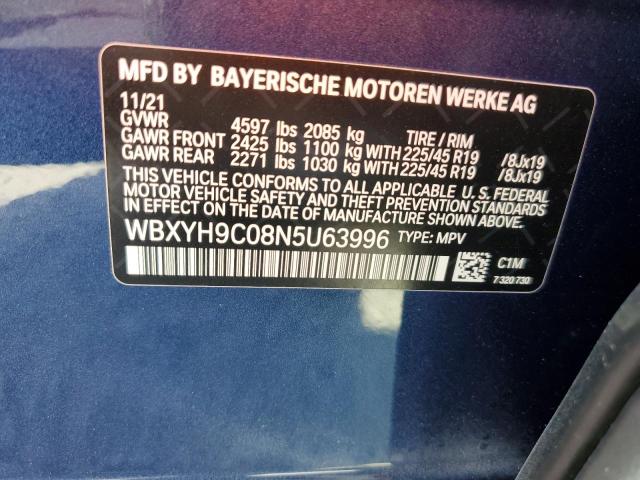 MFD BY BAYERISCHE MOTOREN WERKE AG
11/21
GVWR 4597 lbs 2085 kg TIRE / RIM
GAWR FRONT 2425 lbs 1100 kg WITH 225/45 R19 /8Jx19
GAWR REAR 2271 lbs 1030 kg WITH 225/45 R19 /8Jx19
THIS VEHICLE CONFORMS TO ALL APPLICABLE U. S. FEDERAL
MOTOR VEHICLE SAFETY AND THEFT PREVENTION
STANDARDS IN EFFECT ON THE DATE OF MANUFACTURE SHOWN ABOVE.
WBXYH9C08N5U63996 TYPE: MPV
C1M
7 320 730